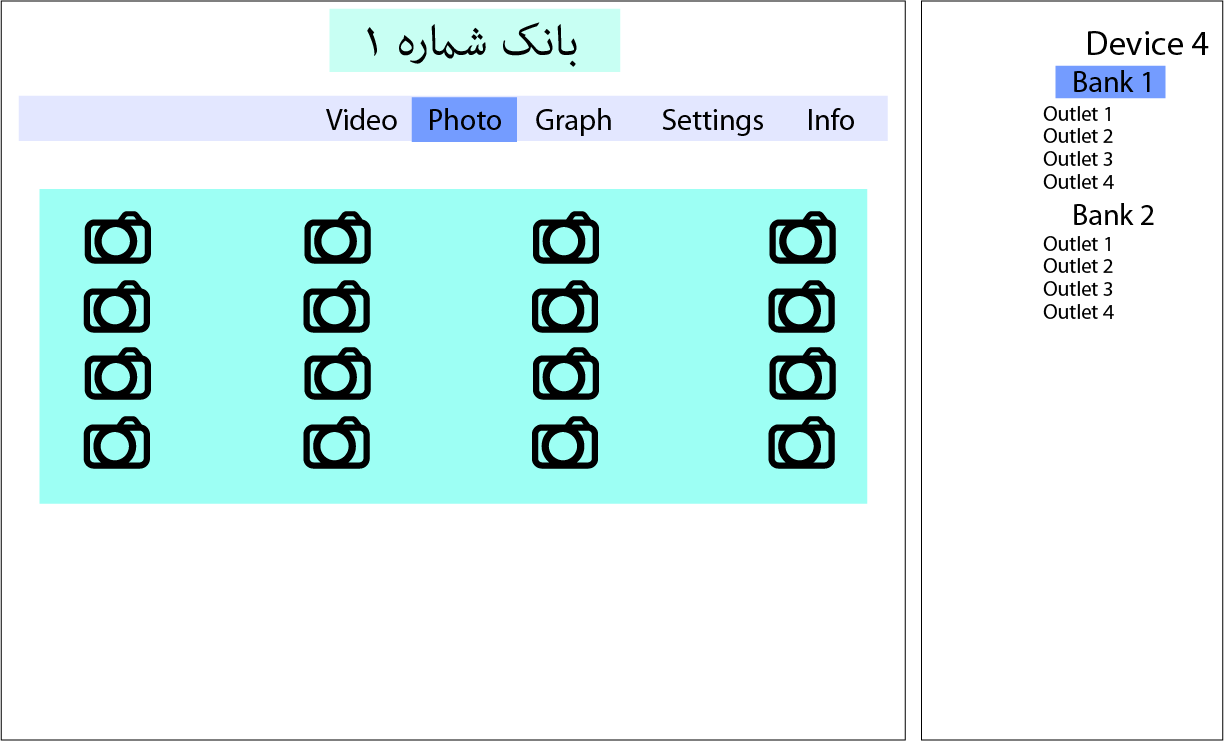 بانک شماره ۱
Video Photo Graph Settings Info
Device 4
Bank 1
Outlet 1
Outlet 2
Outlet 3
Outlet 4
Bank 2
Outlet 1
Outlet 2
Outlet 3
Outlet 4